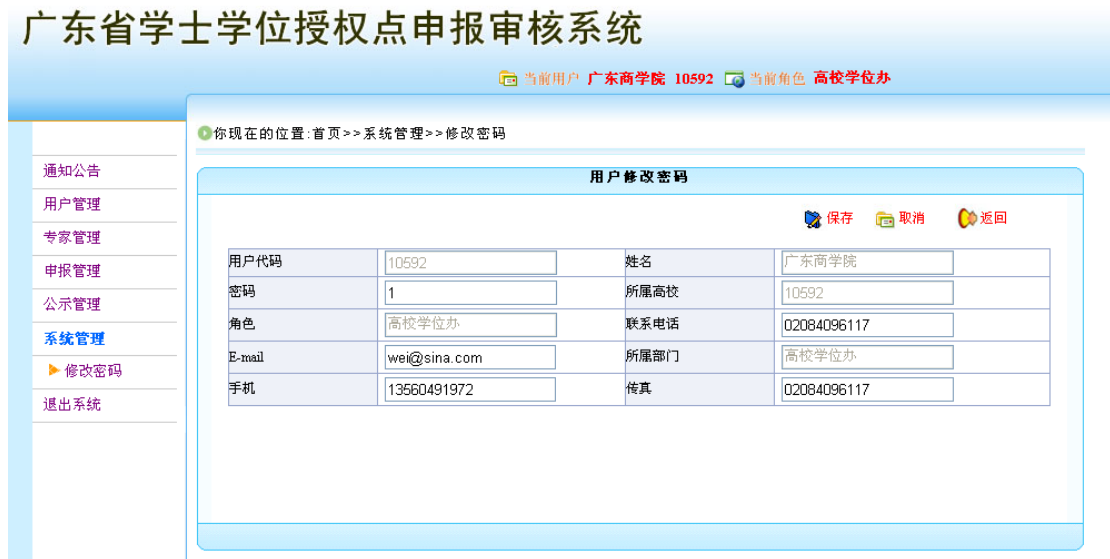 广东省学士学位授权点申报审核系统
当前用户 广东商学院 10592 当前角色 高校学位办
你现在的位置:首页>>系统管理>>修改密码
通知公告
用户管理
专家管理
申报管理
公示管理
系统管理
修改密码
退出系统
用户修改密码
保存 取消 返回
用户代码 10592 姓名 广东商学院
密码 1 所属高校 10592
角色 高校学位办 联系电话 02084096117
E-mail wei@sina.com 所属部门 高校学位办
手机 13560491972 传真 02084096117